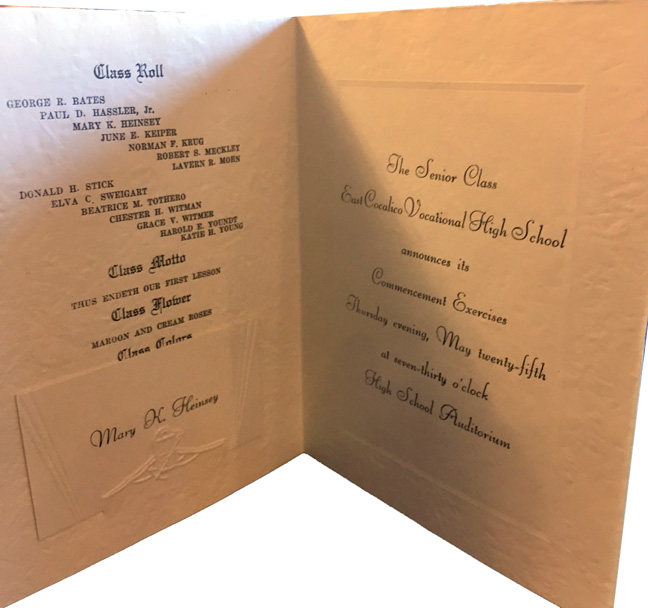 Class Roll
GEORGE R. BATES
PAUL D. HASSLER, Jr.
MARY K. HEINSEY
JUNE E. KEIPER
NORMAN F. KRUG
ROBERT S. MECKLEY
LAVERN R. MOHN
DONALD H. STICK
ELVA C. SWEIGART
BEATRICE M. TOTHERO
CHESTER H. WITMAN
GRACE V. WITMER
HAROLD E. YOUNDT
KATIE H. YOUNG
Class Motto
THUS ENDETH OUR FIRST LESSON
Class Flower
MAROON AND CREAM ROSES
Class Colors
Mary K. Heinsey
The Senior Class
East Cocalico Vocational High School
announces its
Commencement Exercises
Thursday evening, May twenty-fifth
at seven-thirty o'clock
High School Auditorium